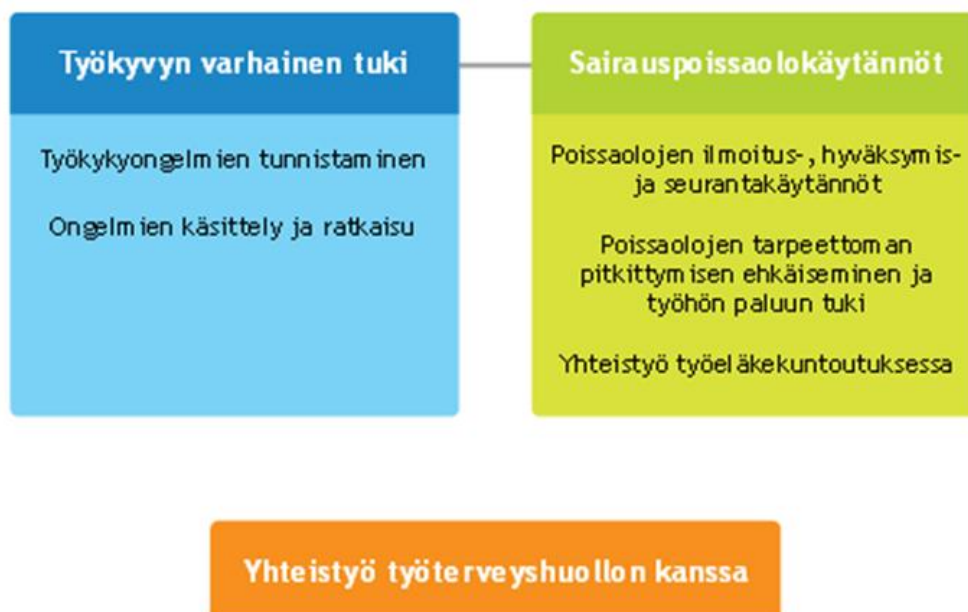 Työkyvyn varhainen tuki
Työkykyongelmien tunnistaminen
Ongelmien käsittely ja ratkaisu
Sairauspoissaolokäytännöt
Poissaolojen ilmoitus-, hyväksymis-
ja seurantakäytännöt
Poissaolojen tarpeettoman
pitkittymisen ehkäiseminen ja
työhön paluun tuki
Yhteistyö työeläkekuntoutuksessa
Yhteistyö työterveyshuollon kanssa